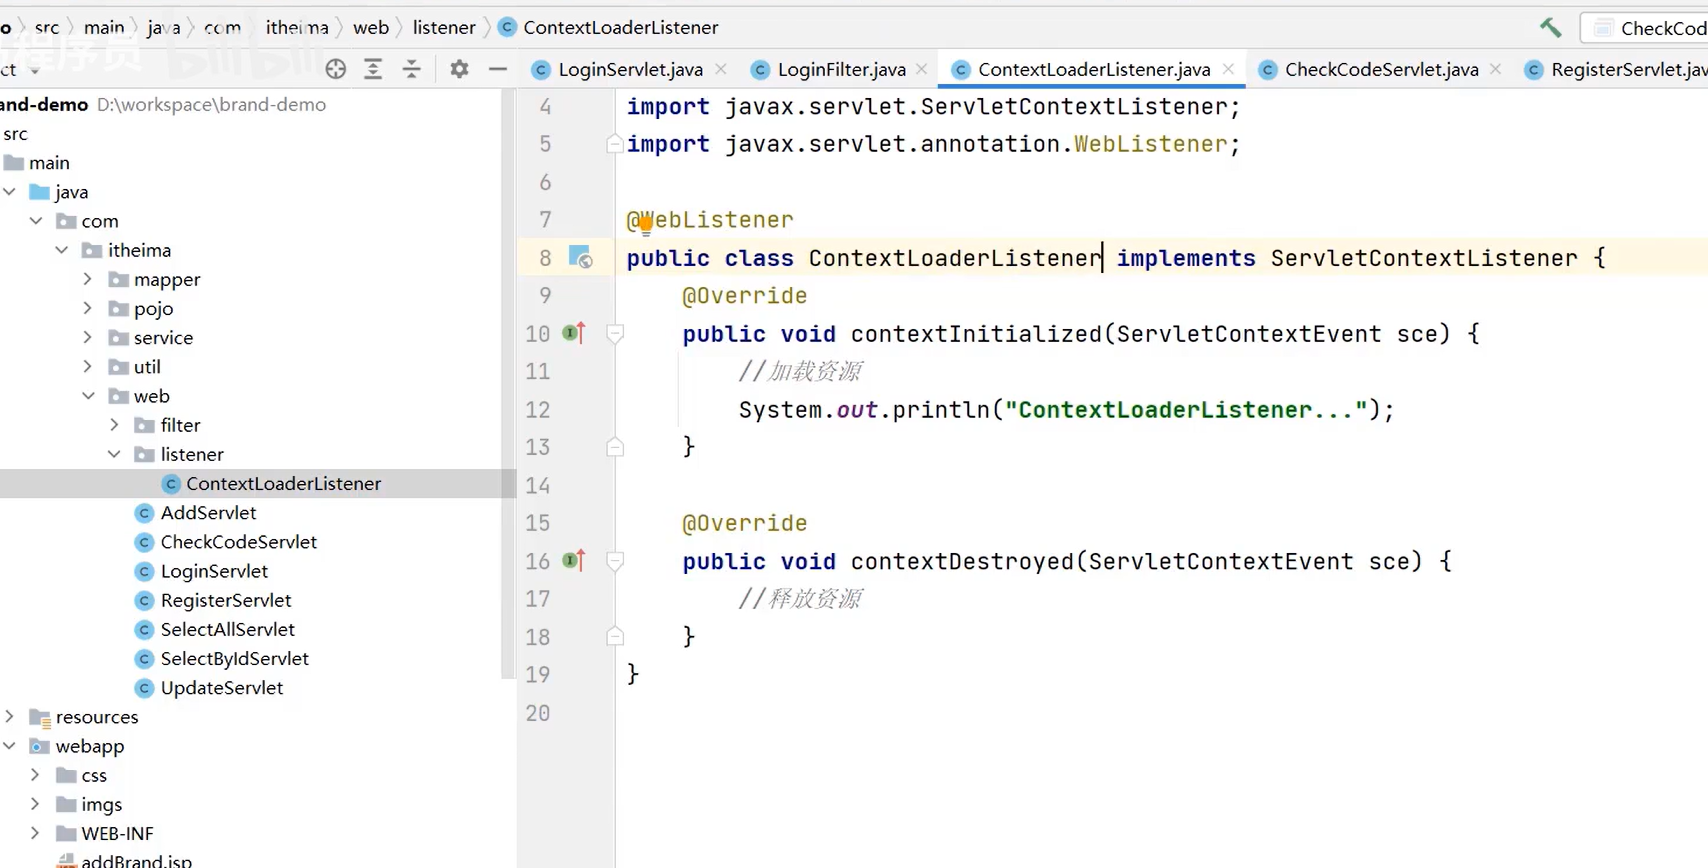 src main java com itheima web listener ContextLoaderListener
CheckCod
程序员
bilibili
LoginServlet.java LoginFilter.java ContextLoaderListener.java CheckCodeServlet.java RegisterServlet.jav
and-demo D:\workspace\brand-demo
src
main
java
com
itheima
mapper
pojo
service
util
web
filter
listener
ContextLoaderListener
AddServlet
CheckCodeServlet
LoginServlet
RegisterServlet
SelectAllServlet
SelectByIdServlet
UpdateServlet
resources
webapp
css
imgs
WEB-INF
addBrand.jsp
4 import javax.servlet.ServletContextListener;
5 import javax.servlet.annotation.WebListener;
6
7 @WebListener
8 public class ContextLoaderListener implements ServletContextListener {
9 @Override
10 public void contextInitialized(ServletContextEvent sce) {
11 //加载资源
12 System.out.println("ContextLoaderListener...");
13 }
14
15 @Override
16 public void contextDestroyed(ServletContextEvent sce) {
17 //释放资源
18 }
19 }
20